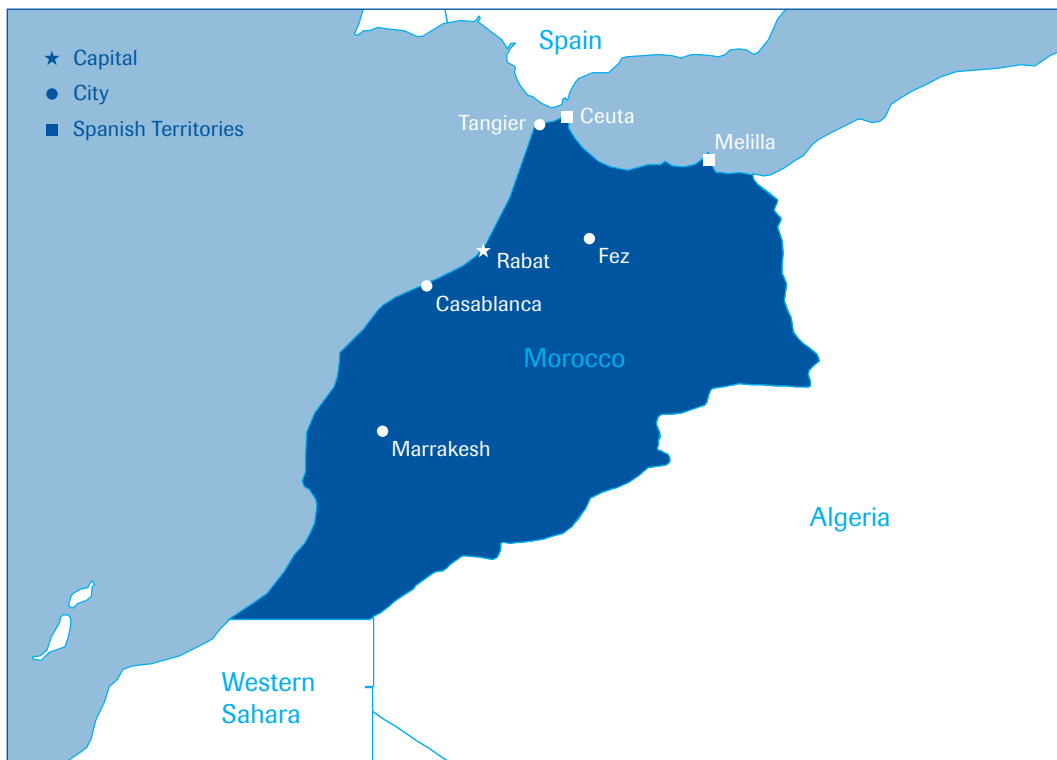 Capital
City
Spanish Territories
Spain
Tangier
Ceuta
Melilla
Rabat
Fez
Casablanca
Morocco
Marrakesh
Algeria
Western
Sahara